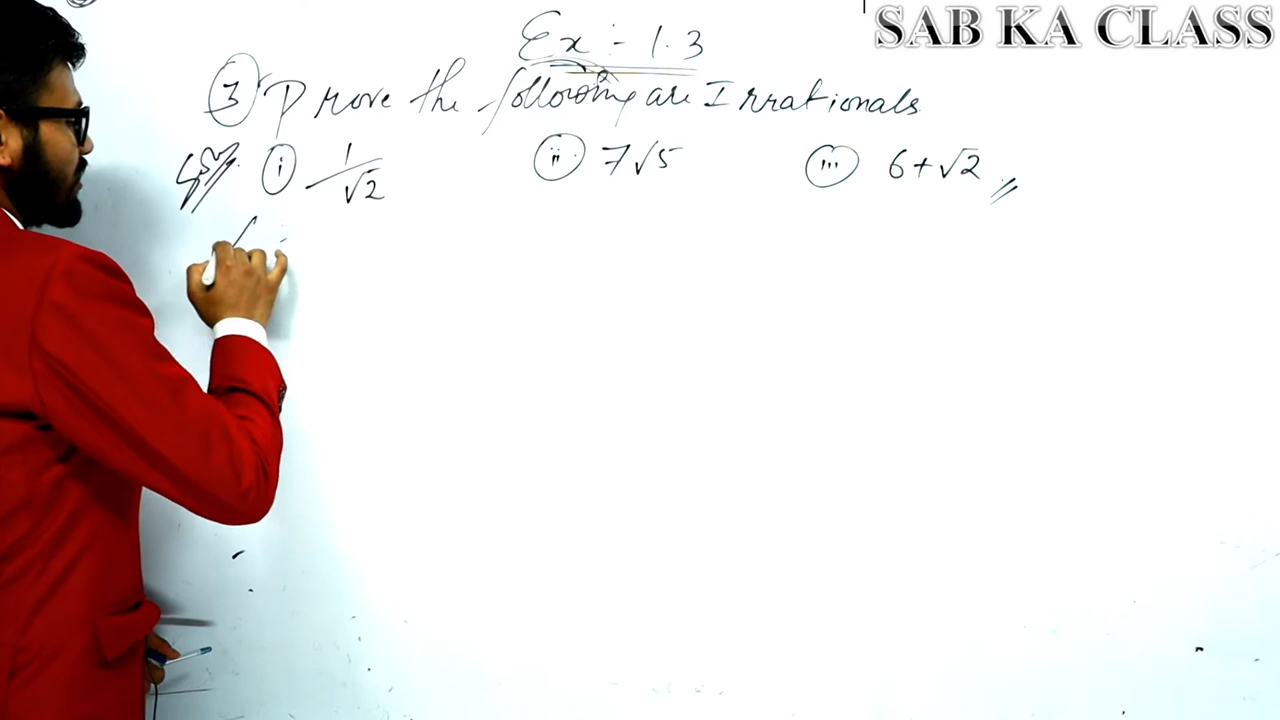 SAB KA CLASS
Ex :- 1.3
③ Prove the following are Irrationals
Sol. ⓘ 1/√2 ⓘⓘ 7√5 ⓘⓘⓘ 6+√2